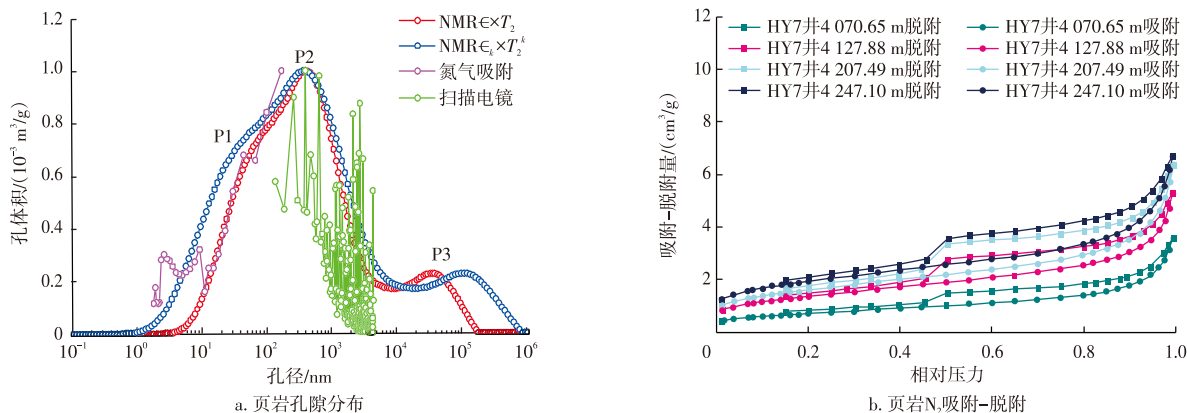 1.2
1.0
0.8
0.6
0.4
0.2
0
孔体积/(10⁻³ m³/g)
P1
P2
P3
NMR∈×T₂
NMR∈ₖ×T₂ᵏ
氮气吸附
扫描电镜
10⁻¹ 10⁰ 10¹ 10² 10³ 10⁴ 10⁵ 10⁶
孔径/nm
a. 页岩孔隙分布
HY7井4 070.65 m脱附 HY7井4 070.65 m吸附
HY7井4 127.88 m脱附 HY7井4 127.88 m吸附
HY7井4 207.49 m脱附 HY7井4 207.49 m吸附
HY7井4 247.10 m脱附 HY7井4 247.10 m吸附
12
10
8
6
4
2
吸附-脱附量/(cm³/g)
0 0.2 0.4 0.6 0.8 1.0
相对压力
b. 页岩N,吸附-脱附